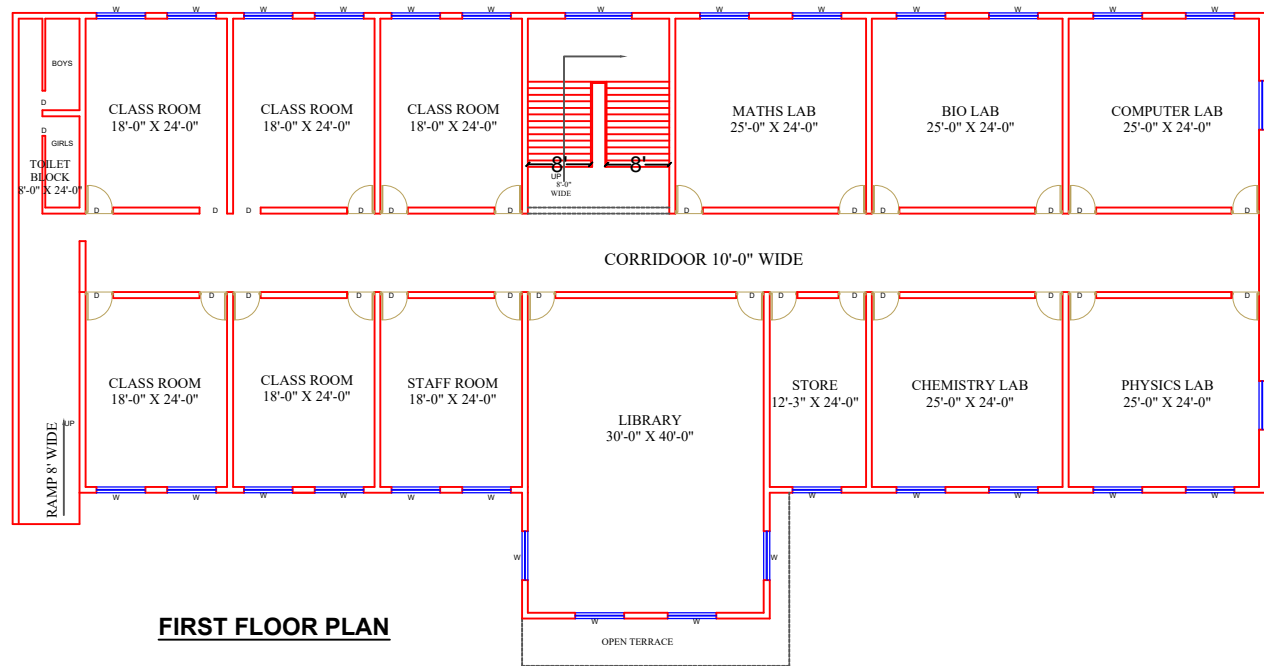 W W W W W W W W W W W W
BOYS
D
D
GIRLS
TOILET
BLOCK
8'-0" X 24'-0"
CLASS ROOM
18'-0" X 24'-0"
CLASS ROOM
18'-0" X 24'-0"
CLASS ROOM
18'-0" X 24'-0"
8' 8'
UP
8'-0"
WIDE
MATHS LAB
25'-0" X 24'-0"
BIO LAB
25'-0" X 24'-0"
COMPUTER LAB
25'-0" X 24'-0"
W
D D D D D D D D D D D
CORRIDOOR 10'-0" WIDE
D D D D D D D D D D D D D D
CLASS ROOM
18'-0" X 24'-0"
CLASS ROOM
18'-0" X 24'-0"
STAFF ROOM
18'-0" X 24'-0"
LIBRARY
30'-0" X 40'-0"
STORE
12'-3" X 24'-0"
CHEMISTRY LAB
25'-0" X 24'-0"
PHYSICS LAB
25'-0" X 24'-0"
W
UP
RAMP 8' WIDE
W W W W W W W W W W W
W W
W W
OPEN TERRACE
FIRST FLOOR PLAN